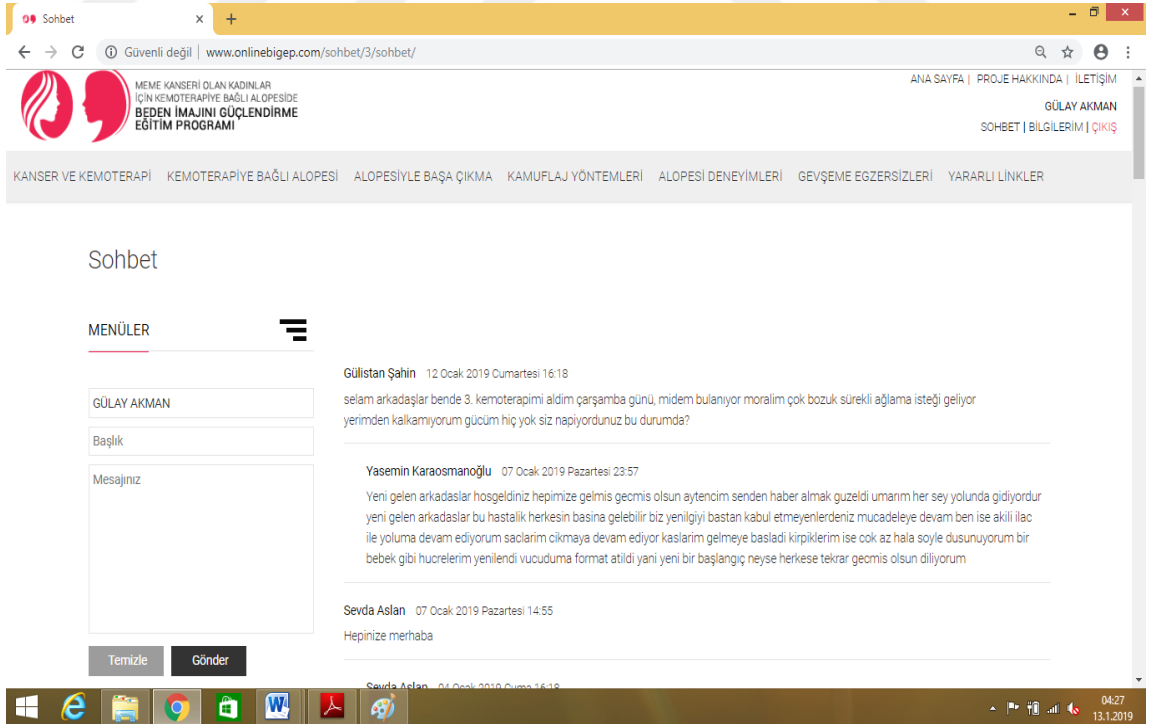 Sohbet
Güvenli değil | www.onlinebigep.com/sohbet/3/sohbet/
MEME KANSERİ OLAN KADINLAR
İÇİN KEMOTERAPİYE BAĞLI ALOPESİDE
BEDEN İMAJINI GÜÇLENDİRME
EĞİTİM PROGRAMI
ANA SAYFA | PROJE HAKKINDA | İLETİŞİM
GÜLAY AKMAN
SOHBET | BİLGİLERİM | ÇIKIŞ
KANSER VE KEMOTERAPİ KEMOTERAPİYE BAĞLI ALOPESİ ALOPESİYLE BAŞA ÇIKMA KAMUFLAJ YÖNTEMLERİ ALOPESİ DENEYİMLERİ GEVŞEME EGZERSİZLERİ YARARLI LİNKLER
Sohbet
MENÜLER
GÜLAY AKMAN
Başlık
Mesajınız
Temizle Gönder
Gülistan Şahin 12 Ocak 2019 Cumartesi 16:18
selam arkadaşlar bende 3. kemoterapimi aldim çarşamba günü, midem bulanıyor moralim çok bozuk sürekli ağlama isteği geliyor
yerimden kalkamıyorum gücüm hiç yok siz napiyordunuz bu durumda?
Yasemin Karaosmanoğlu 07 Ocak 2019 Pazartesi 23:57
Yeni gelen arkadaslar hosgeldiniz hepimize gelmis gecmis olsun aytencim senden haber almak guzeldi umarım her sey yolunda gidiyordur
yeni gelen arkadaslar bu hastalik herkesin basina gelebilir biz yenilgiyi bastan kabul etmeyenlerdeniz mucadeleye devam ben ise akili ilac
ile yoluma devam ediyorum saclarim cikmaya devam ediyor kaslarim gelmeye basladi kirpiklerim ise cok az hala soyle dusunuyorum bir
bebek gibi hucrelerim yenilendi vucuduma format atildi yani yeni bir başlangıç neyse herkese tekrar gecmis olsun diliyorum
Sevda Aslan 07 Ocak 2019 Pazartesi 14:55
Hepinize merhaba
Sevda Aslan 04 Ocak 2019 Cuma 16:18
04:27
13.1.2019